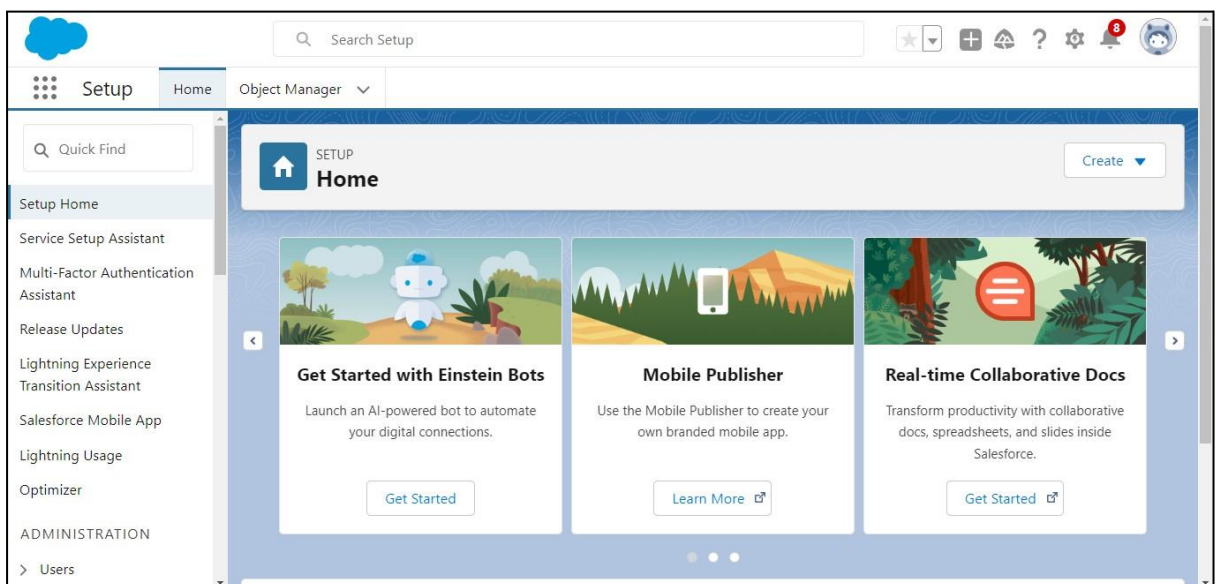 Search Setup
8
Setup
Home
Object Manager
Quick Find
Setup Home
Service Setup Assistant
Multi-Factor Authentication
Assistant
Release Updates
Lightning Experience
Transition Assistant
Salesforce Mobile App
Lightning Usage
Optimizer
ADMINISTRATION
Users
SETUP
Home
Create
Get Started with Einstein Bots
Launch an AI-powered bot to automate
your digital connections.
Get Started
Mobile Publisher
Use the Mobile Publisher to create your
own branded mobile app.
Learn More
Real-time Collaborative Docs
Transform productivity with collaborative
docs, spreadsheets, and slides inside
Salesforce.
Get Started